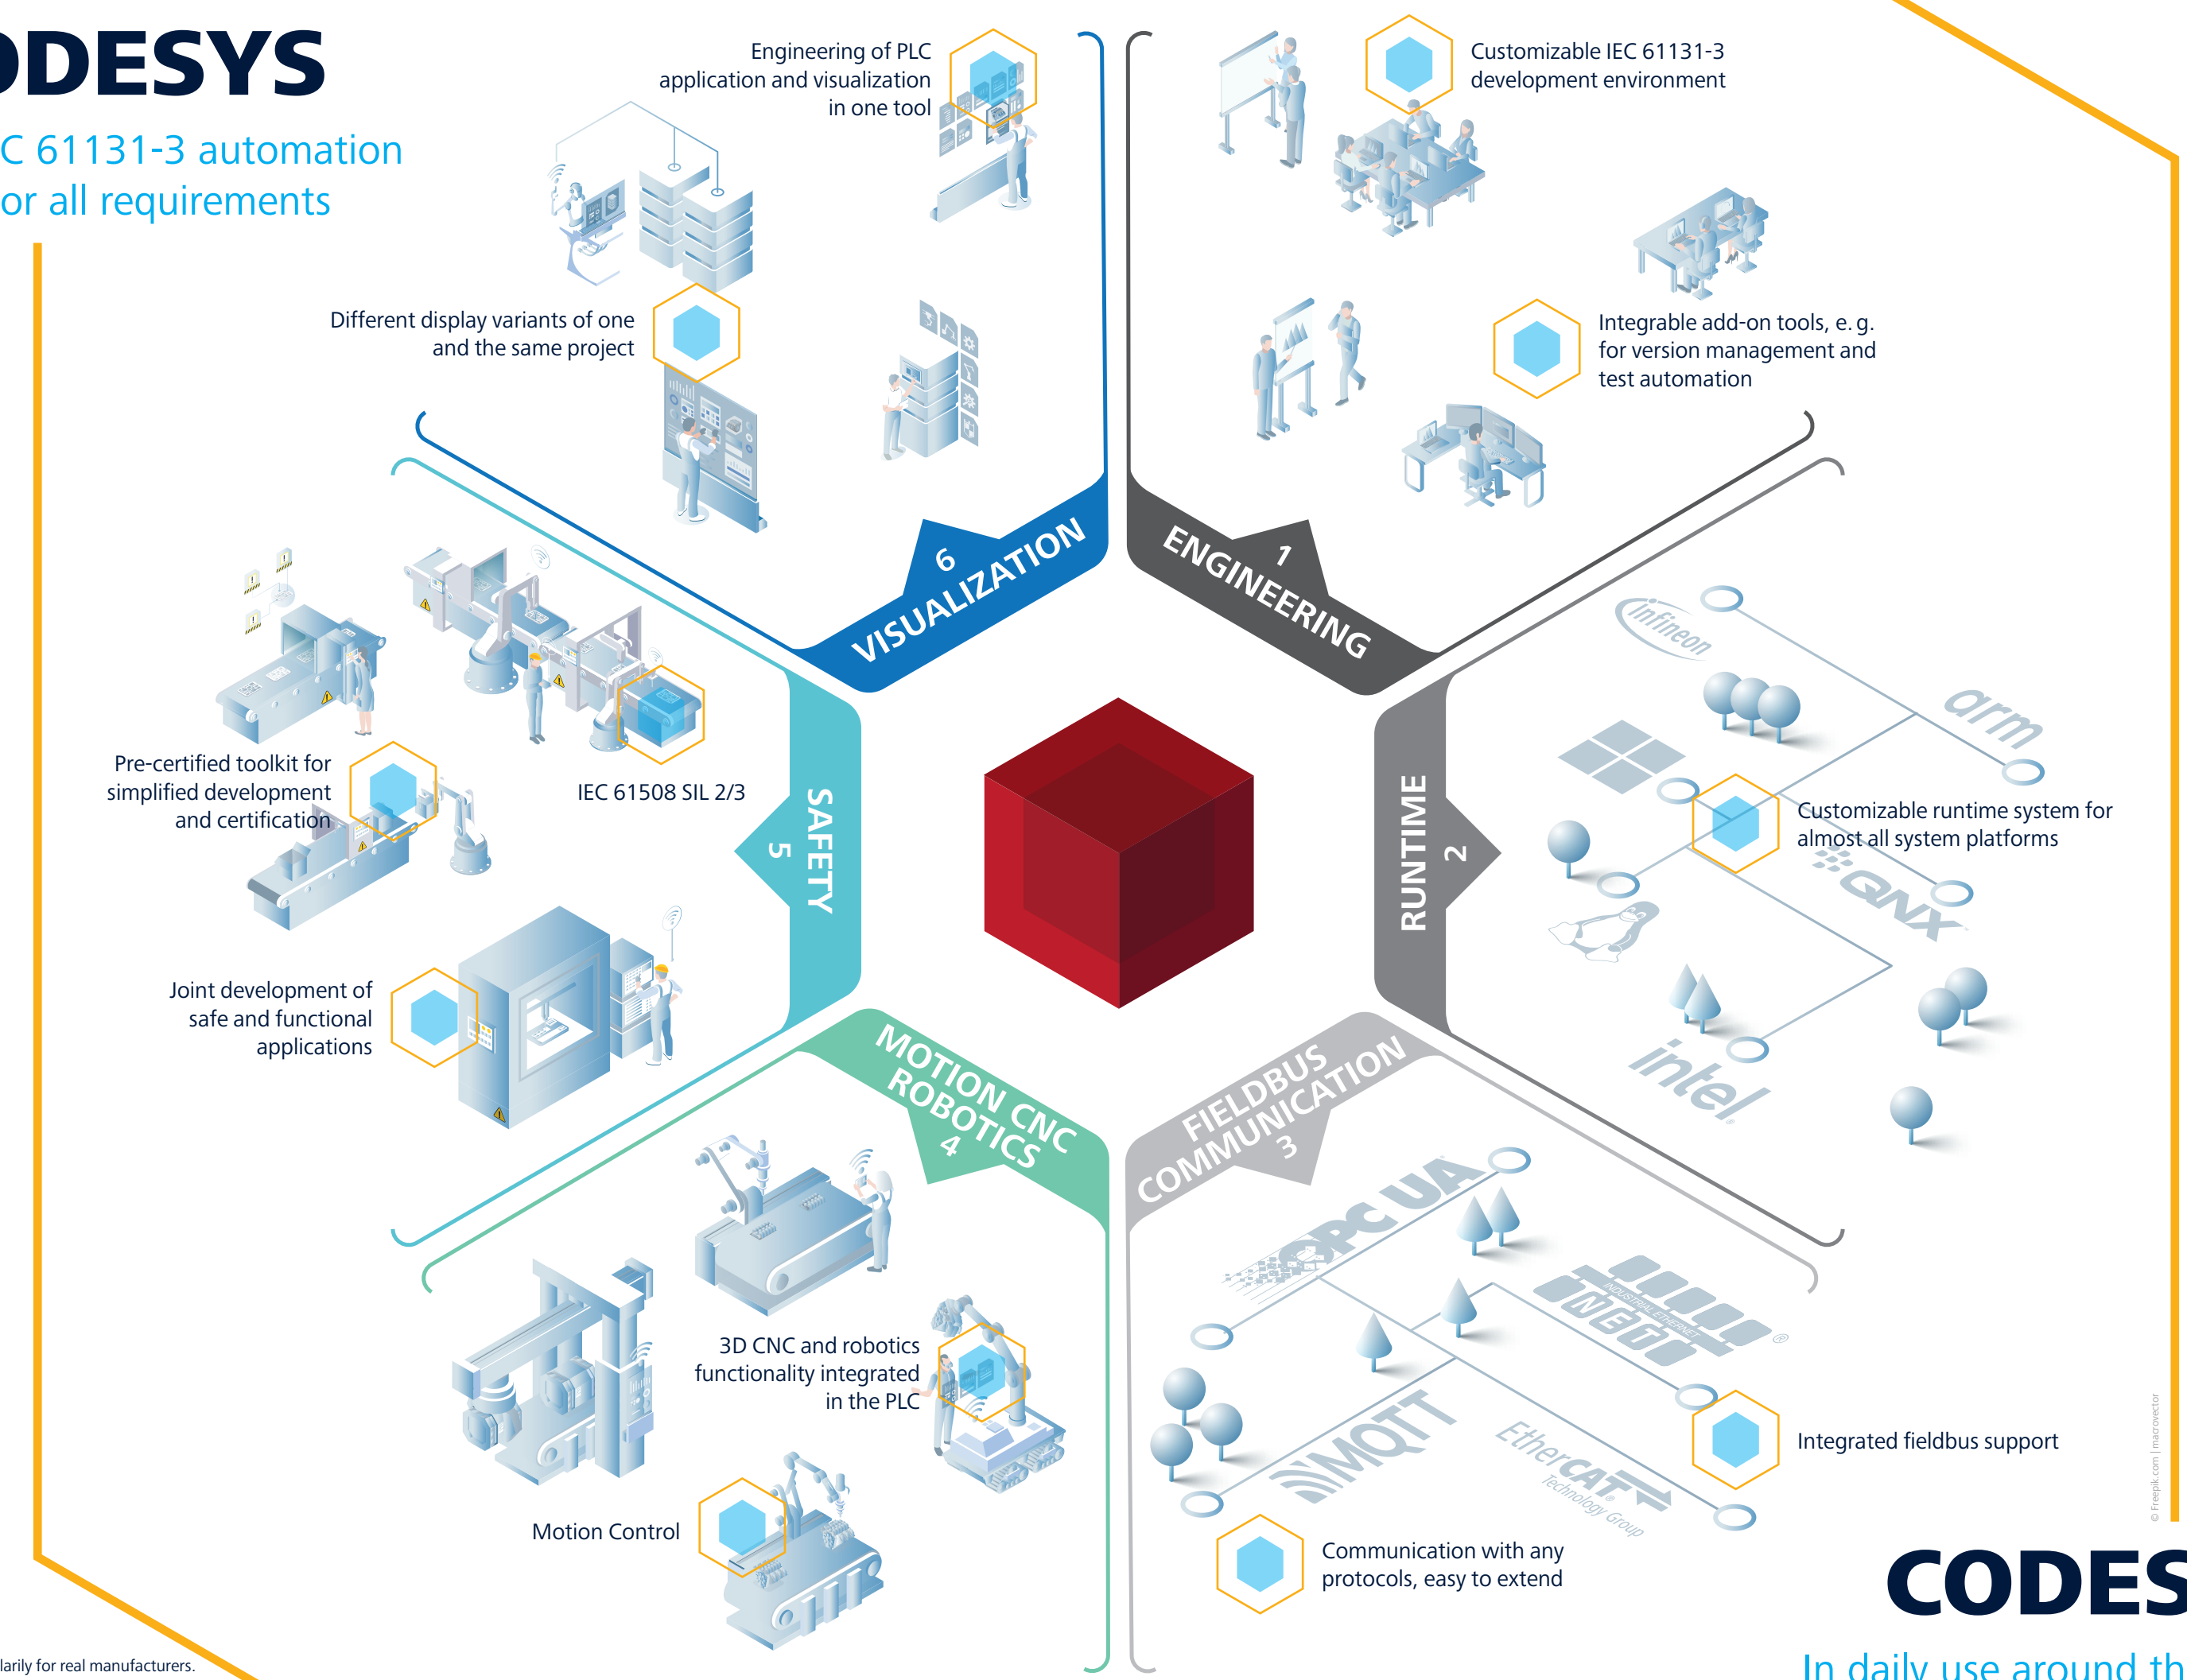 ODESYS
C 61131-3 automation
or all requirements
Engineering of PLC
application and visualization
in one tool
Different display variants of one
and the same project
6
VISUALIZATION
Customizable IEC 61131-3
development environment
Integrable add-on tools, e. g.
for version management and
test automation
1
ENGINEERING
infineon
arm
Customizable runtime system for
almost all system platforms
QNX
intel
RUNTIME
2
Pre-certified toolkit for
simplified development
and certification
IEC 61508 SIL 2/3
Joint development of
safe and functional
applications
SAFETY
5
MOTION CNC
ROBOTICS
4
3D CNC and robotics
functionality integrated
in the PLC
Motion Control
FIELDBUS
COMMUNICATION
3
OPC UA
INDUSTRIAL ETHERNET
NET
®
MQTT
EtherCAT®
Technology Group
Integrated fieldbus support
Communication with any
protocols, easy to extend
© Freepik.com | macrovector
CODES
In daily use around th
larily for real manufacturers.